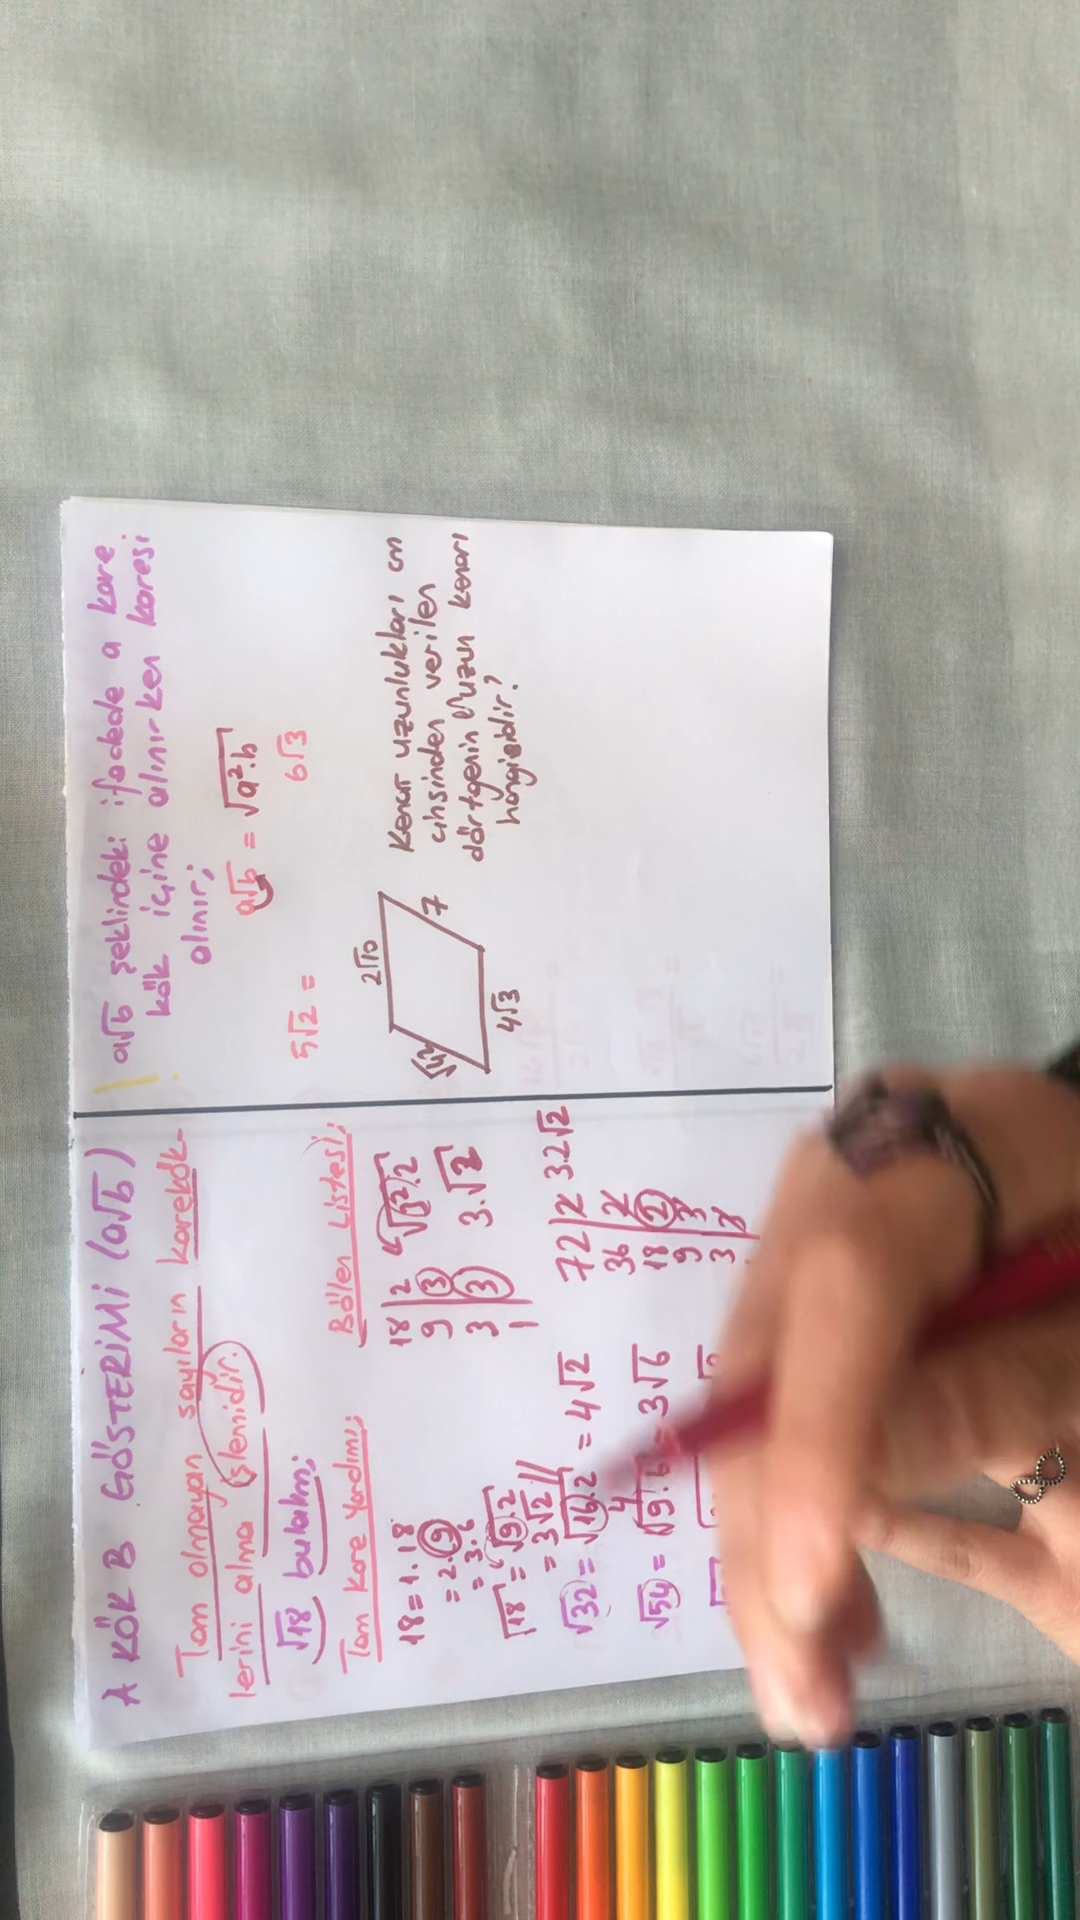 A KÖK B GÖSTERİMİ (a√b)
Tam olmayan sayıların karekök-
lerini alma işlemidir.
√18 bulalım;
Tam Kare Yardımı;
18 = 1.18
= 2.9
= 3.6
√18 = √9.2
= 3√2
√32 = √16.2 = 4√2
4
√54 = √9.6 = 3√6
Bölen Listesi;
18 | 2 √3².2
9 | 3 3.√2
3 | 3
1
72 | 2 3.2√2
36 | 2
18 | 2
9 | 3
3 | 3
! a√b şeklindeki ifadede a kare
kök içine alınırken karesi
alınır;
a√b = √a².b
5√2 = 6√3
2√10
√42
7
4√3
Kenar uzunlukları cm
cinsinden verilen
dörtgenin en uzun kenarı
hangisidir?